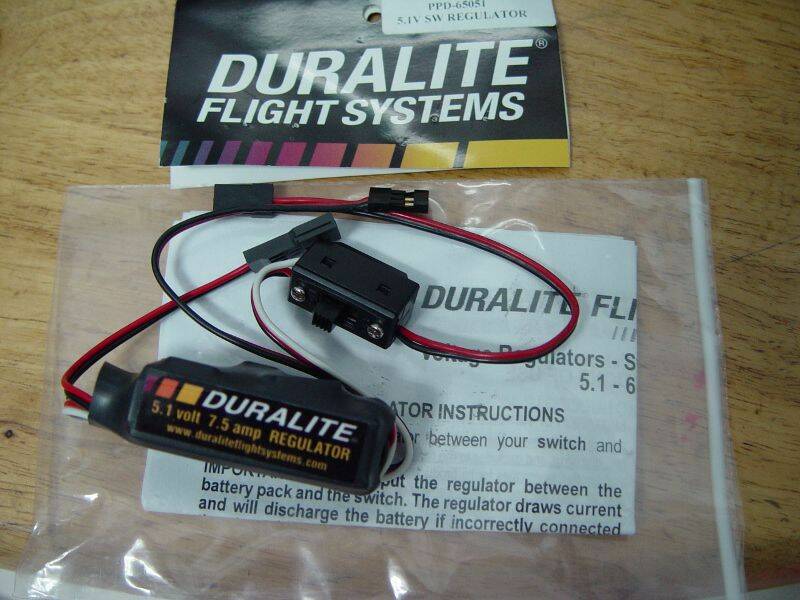 PPD-65051
5.1V SW REGULATOR
DURALITE®
FLIGHT SYSTEMS
DURALITE FLI
Voltage Regulators - S
5.1 - 6
ATOR INSTRUCTIONS
between your switch and
IMPORTA
put the regulator between the
battery pack and the switch. The regulator draws current
and will discharge the battery if incorrectly connected
DURALITE
5.1 volt 7.5 amp REGULATOR
www.duraliteflightsystems.com